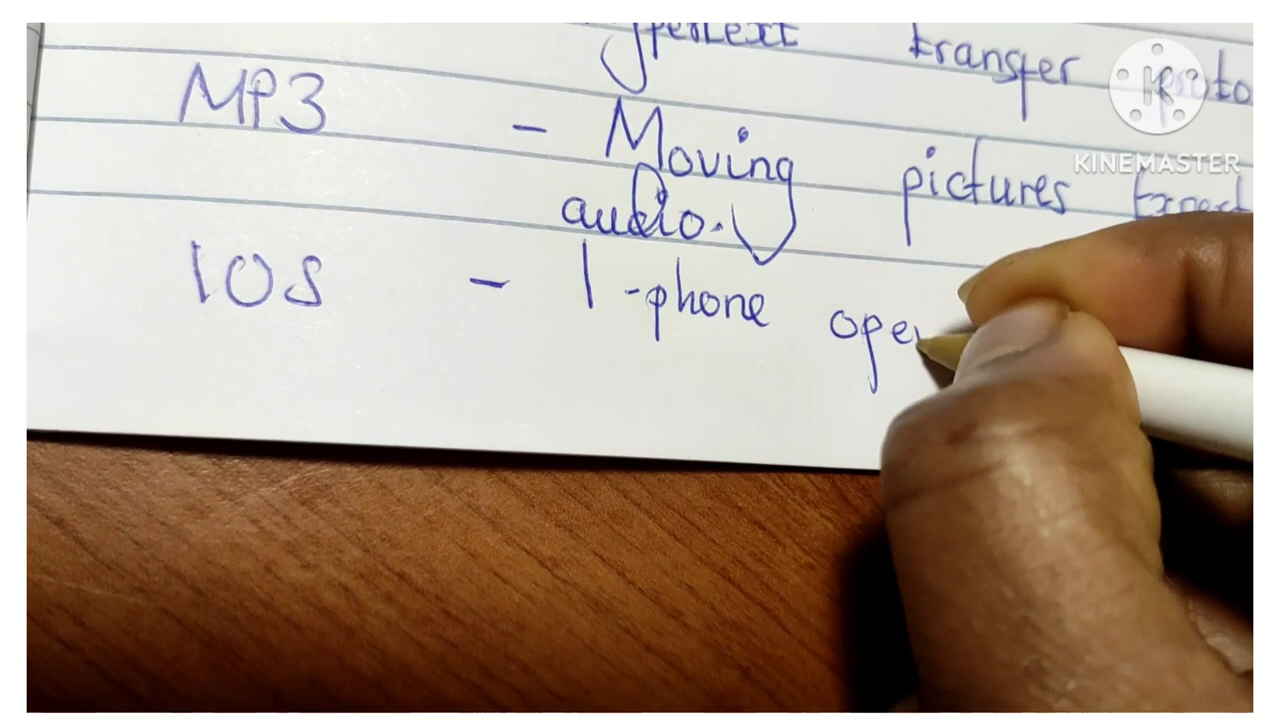 transfer
MP3 - Moving pictures
audio.
IOS - I-phone ope
KINEMASTER